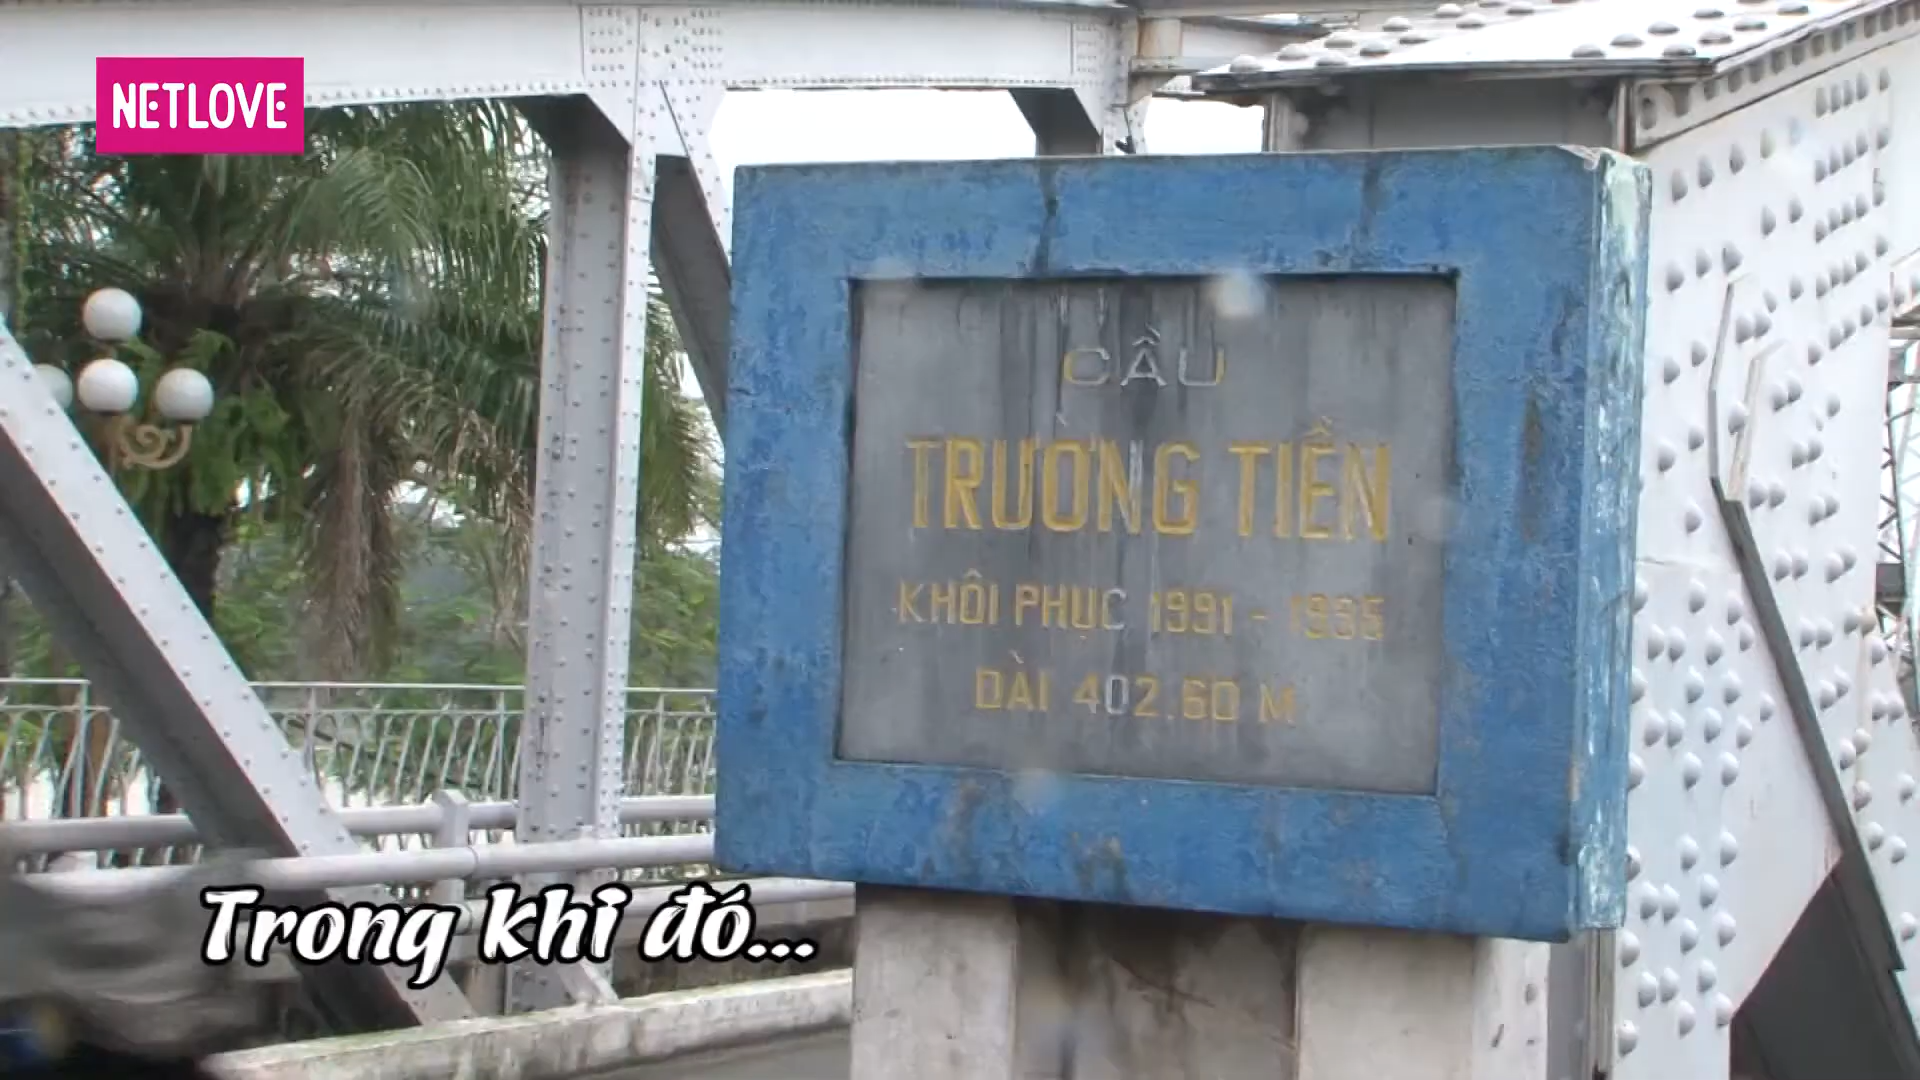 NETLOVE
CẦU
TRƯỜNG TIỀN
KHÔI PHỤC 1991 - 1995
DÀI 402.60 M
Trong khi đó...